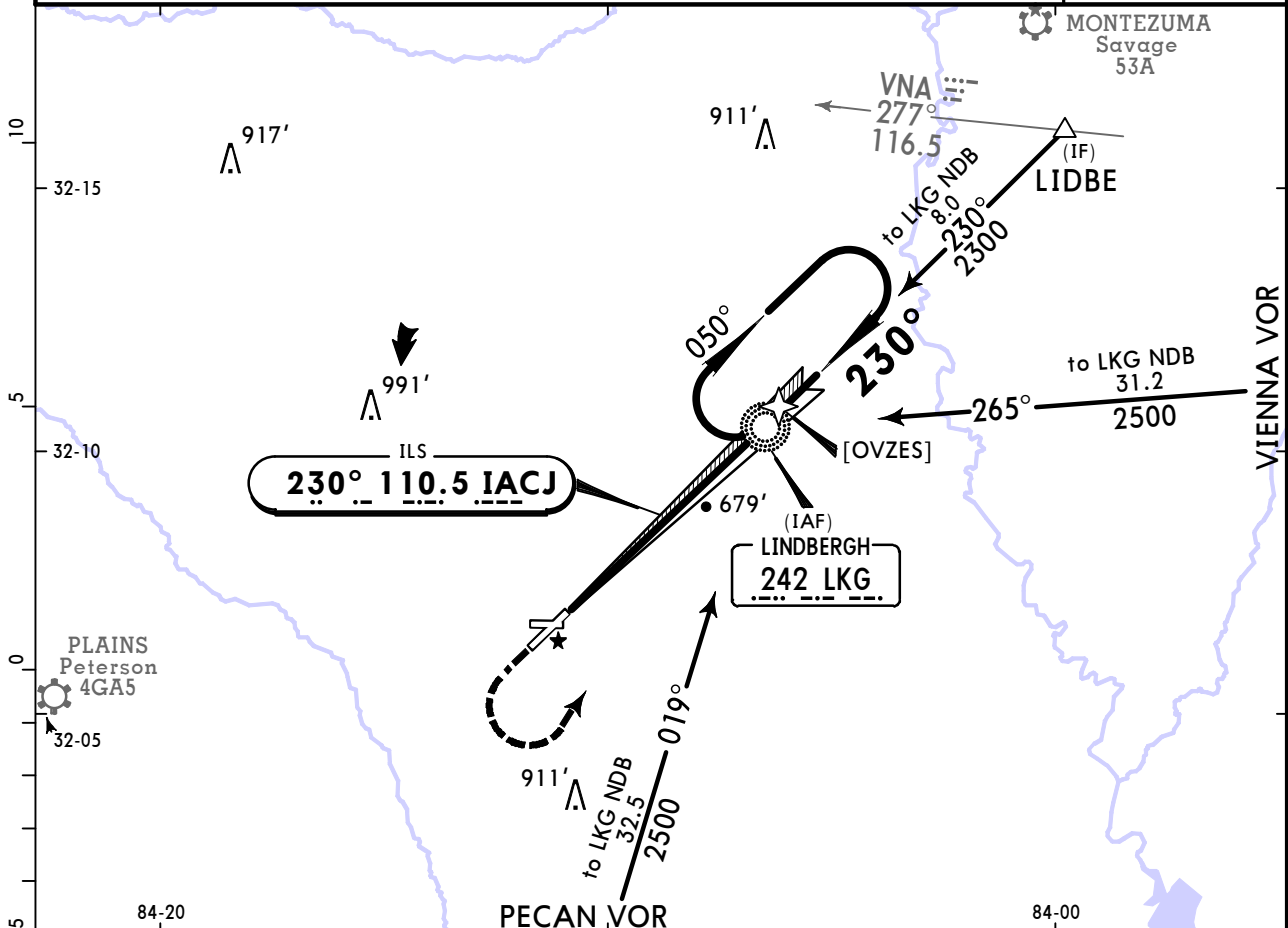 MONTEZUMA
Savage
53A
VNA
277°
116.5
911'
917'
10
32-15
(IF)
LIDBE
to LKG NDB
8.0
230°
2300
050°
230°
VIENNA VOR
to LKG NDB
31.2
265°
2500
991'
5
32-10
[OVZES]
ILS
230° 110.5 IACJ
679'
(IAF)
LINDBERGH
242 LKG
PLAINS
Peterson
4GA5
0
32-05
019°
to LKG NDB
32.5
2500
911'
5
84-20
PECAN VOR
84-00